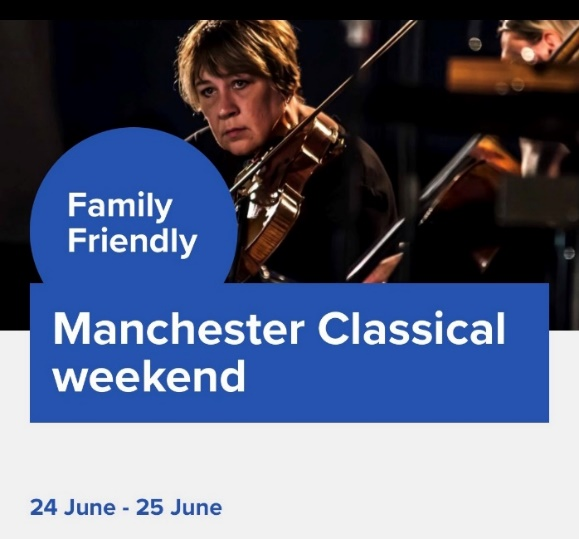 Family
Friendly
Manchester Classical
weekend
24 June - 25 June